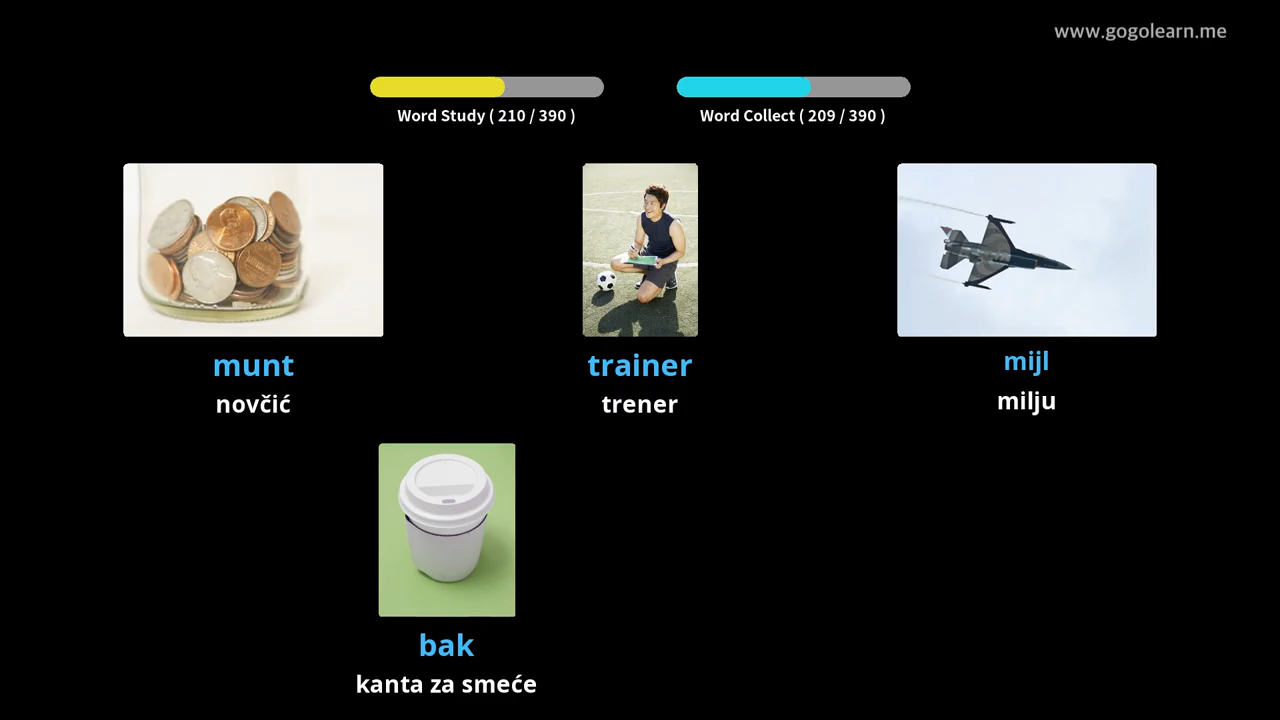 www.gogolearn.me
Word Study ( 210 / 390 )
Word Collect ( 209 / 390 )
munt
novčić
trainer
trener
mijl
milju
bak
kanta za smeće